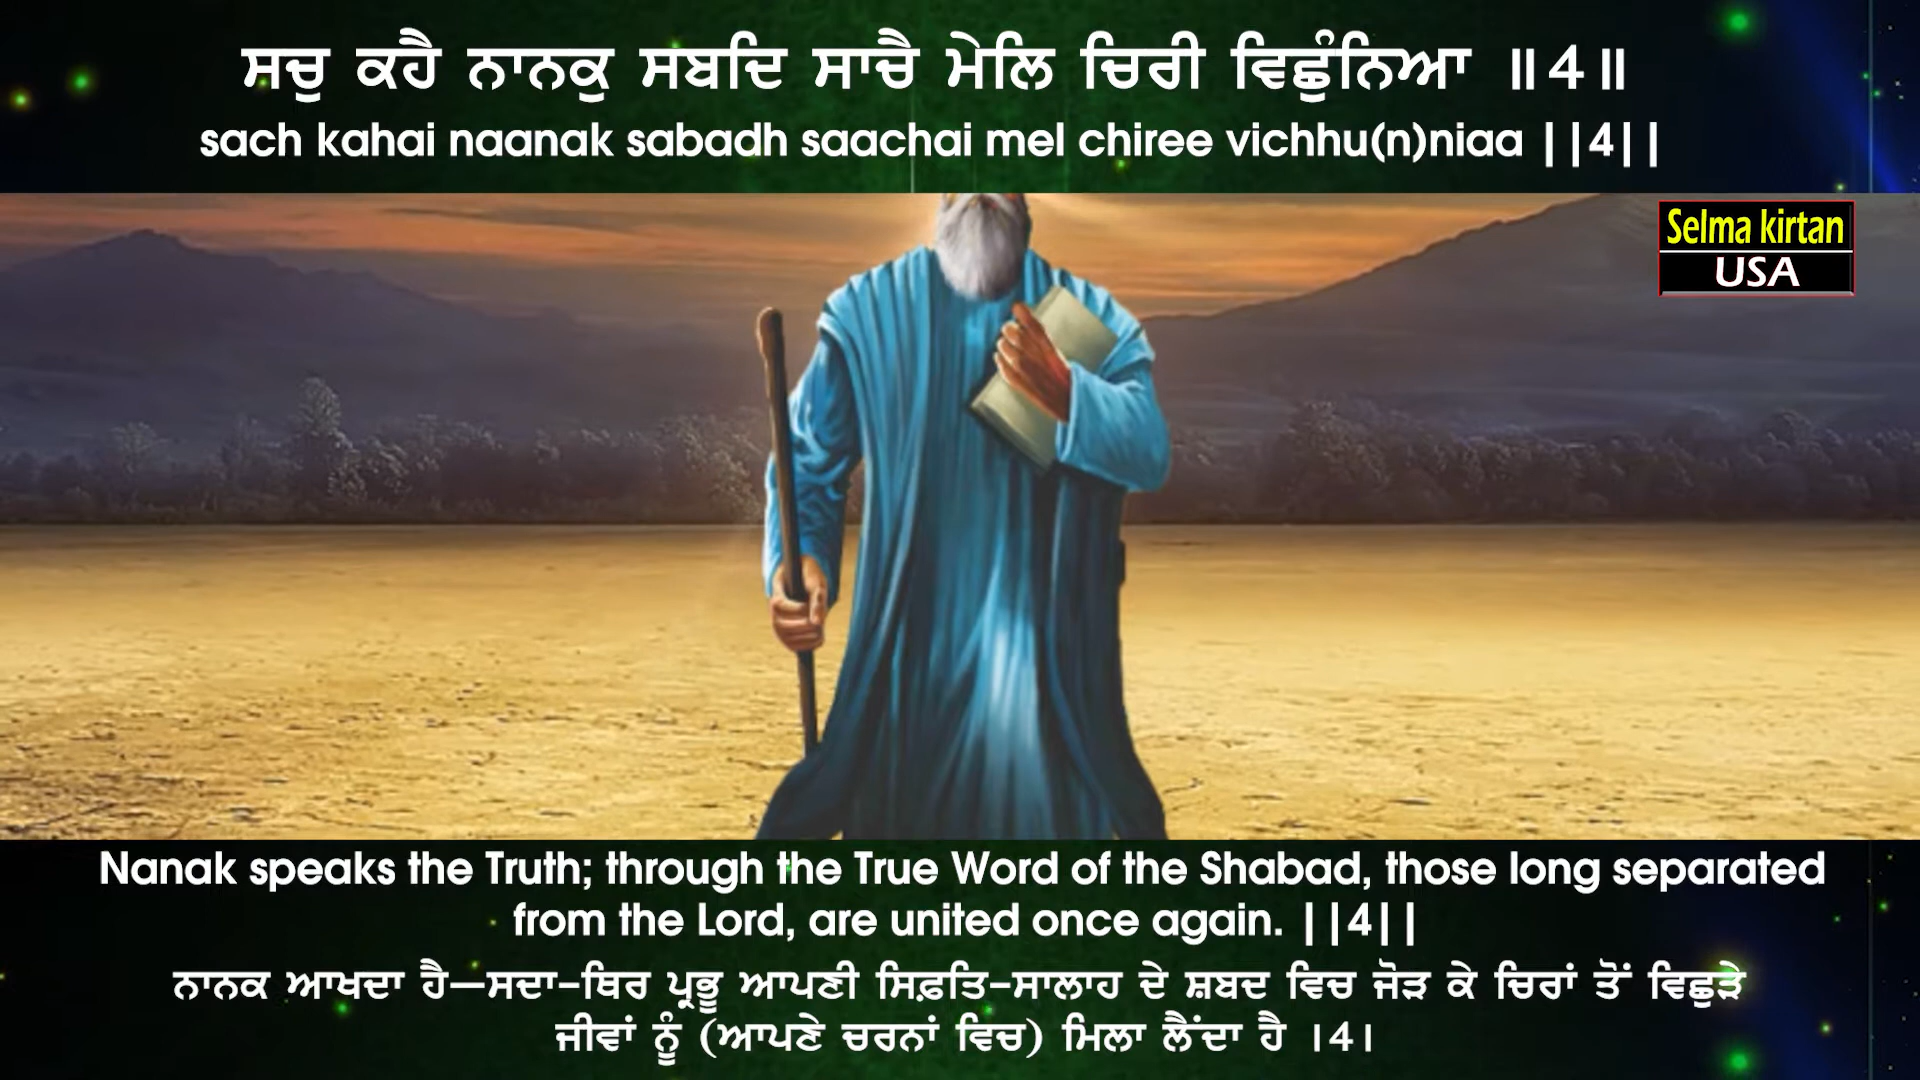 ਸਚੁ ਕਹੈ ਨਾਨਕੁ ਸਬਦਿ ਸਾਚੈ ਮੇਲਿ ਚਿਰੀ ਵਿਛੁੰਨਿਆ ॥4॥
sach kahai naanak sabadh saachai mel chiree vichhu(n)niaa ||4||
Selma kirtan
USA
Nanak speaks the Truth; through the True Word of the Shabad, those long separated
from the Lord, are united once again. ||4||
ਨਾਨਕ ਆਖਦਾ ਹੈ—ਸਦਾ-ਥਿਰ ਪ੍ਰਭੂ ਆਪਣੀ ਸਿਫ਼ਤਿ-ਸਾਲਾਹ ਦੇ ਸ਼ਬਦ ਵਿਚ ਜੋੜ ਕੇ ਚਿਰਾਂ ਤੋਂ ਵਿਛੁੜੇ
ਜੀਵਾਂ ਨੂੰ (ਆਪਣੇ ਚਰਨਾਂ ਵਿਚ) ਮਿਲਾ ਲੈਂਦਾ ਹੈ ।4।